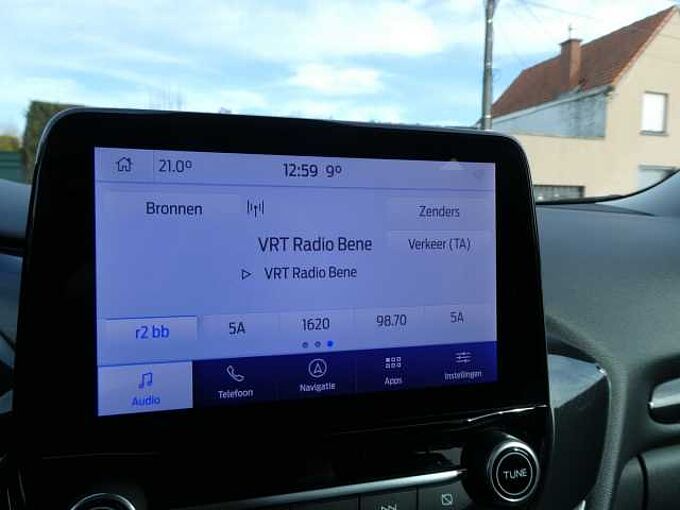 21.0° 12:59 9°
Bronnen Zenders
VRT Radio Bene Verkeer (TA)
VRT Radio Bene
r2 bb 5A 1620 98.70 5A
Audio Telefoon Navigatie Apps Instellingen
TUNE